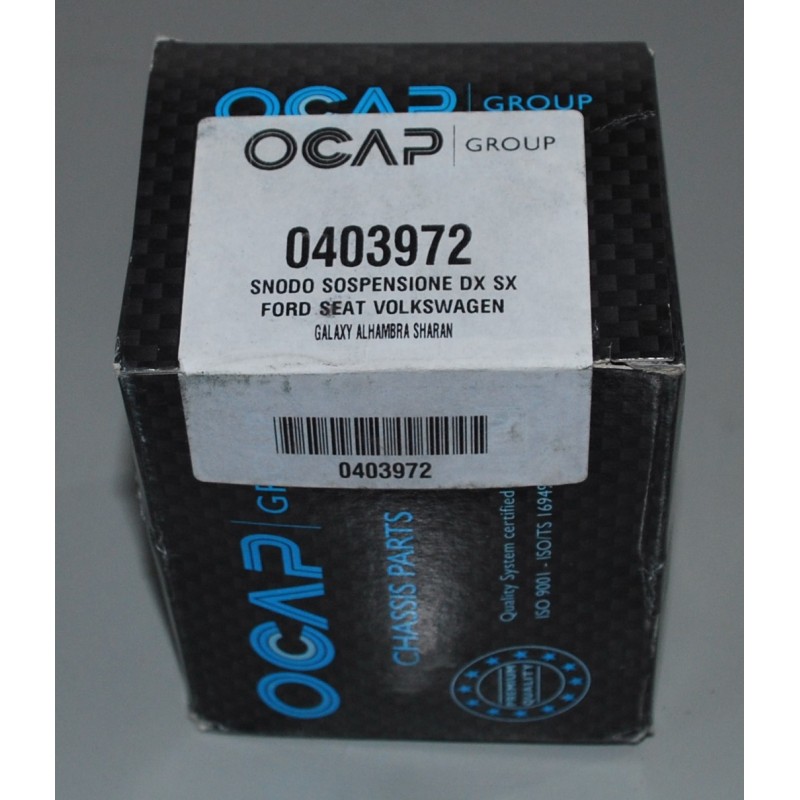 OCAP GROUP
OCAP GROUP
0403972
SNODO SOSPENSIONE DX SX
FORD SEAT VOLKSWAGEN
GALAXY ALHAMBRA SHARAN
0403972
OCAP
CHASSIS PARTS
Quality System certified
ISO 9001 - ISO/TS 16949
PREMIUM
QUALITY